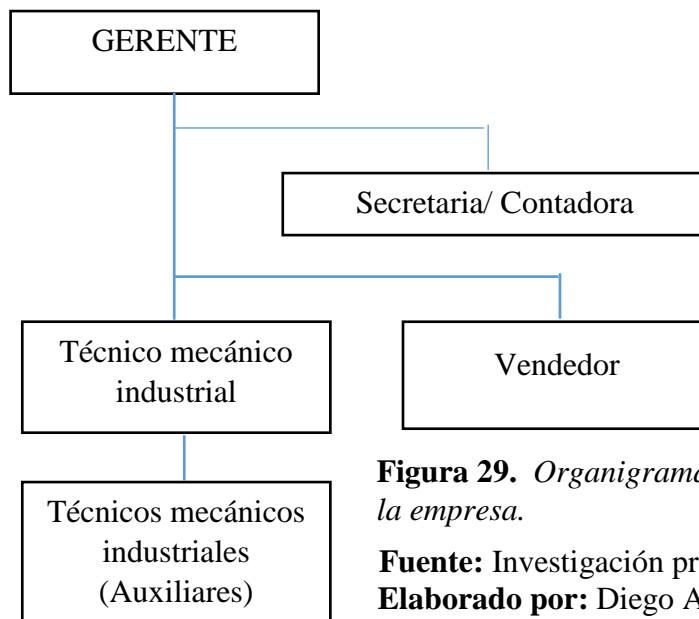 GERENTE
Secretaria/ Contadora
Técnico mecánico
industrial
Vendedor
Técnicos mecánicos
industriales
(Auxiliares)
Figura 29. Organigrama
la empresa.
Fuente: Investigación pr
Elaborado por: Diego A